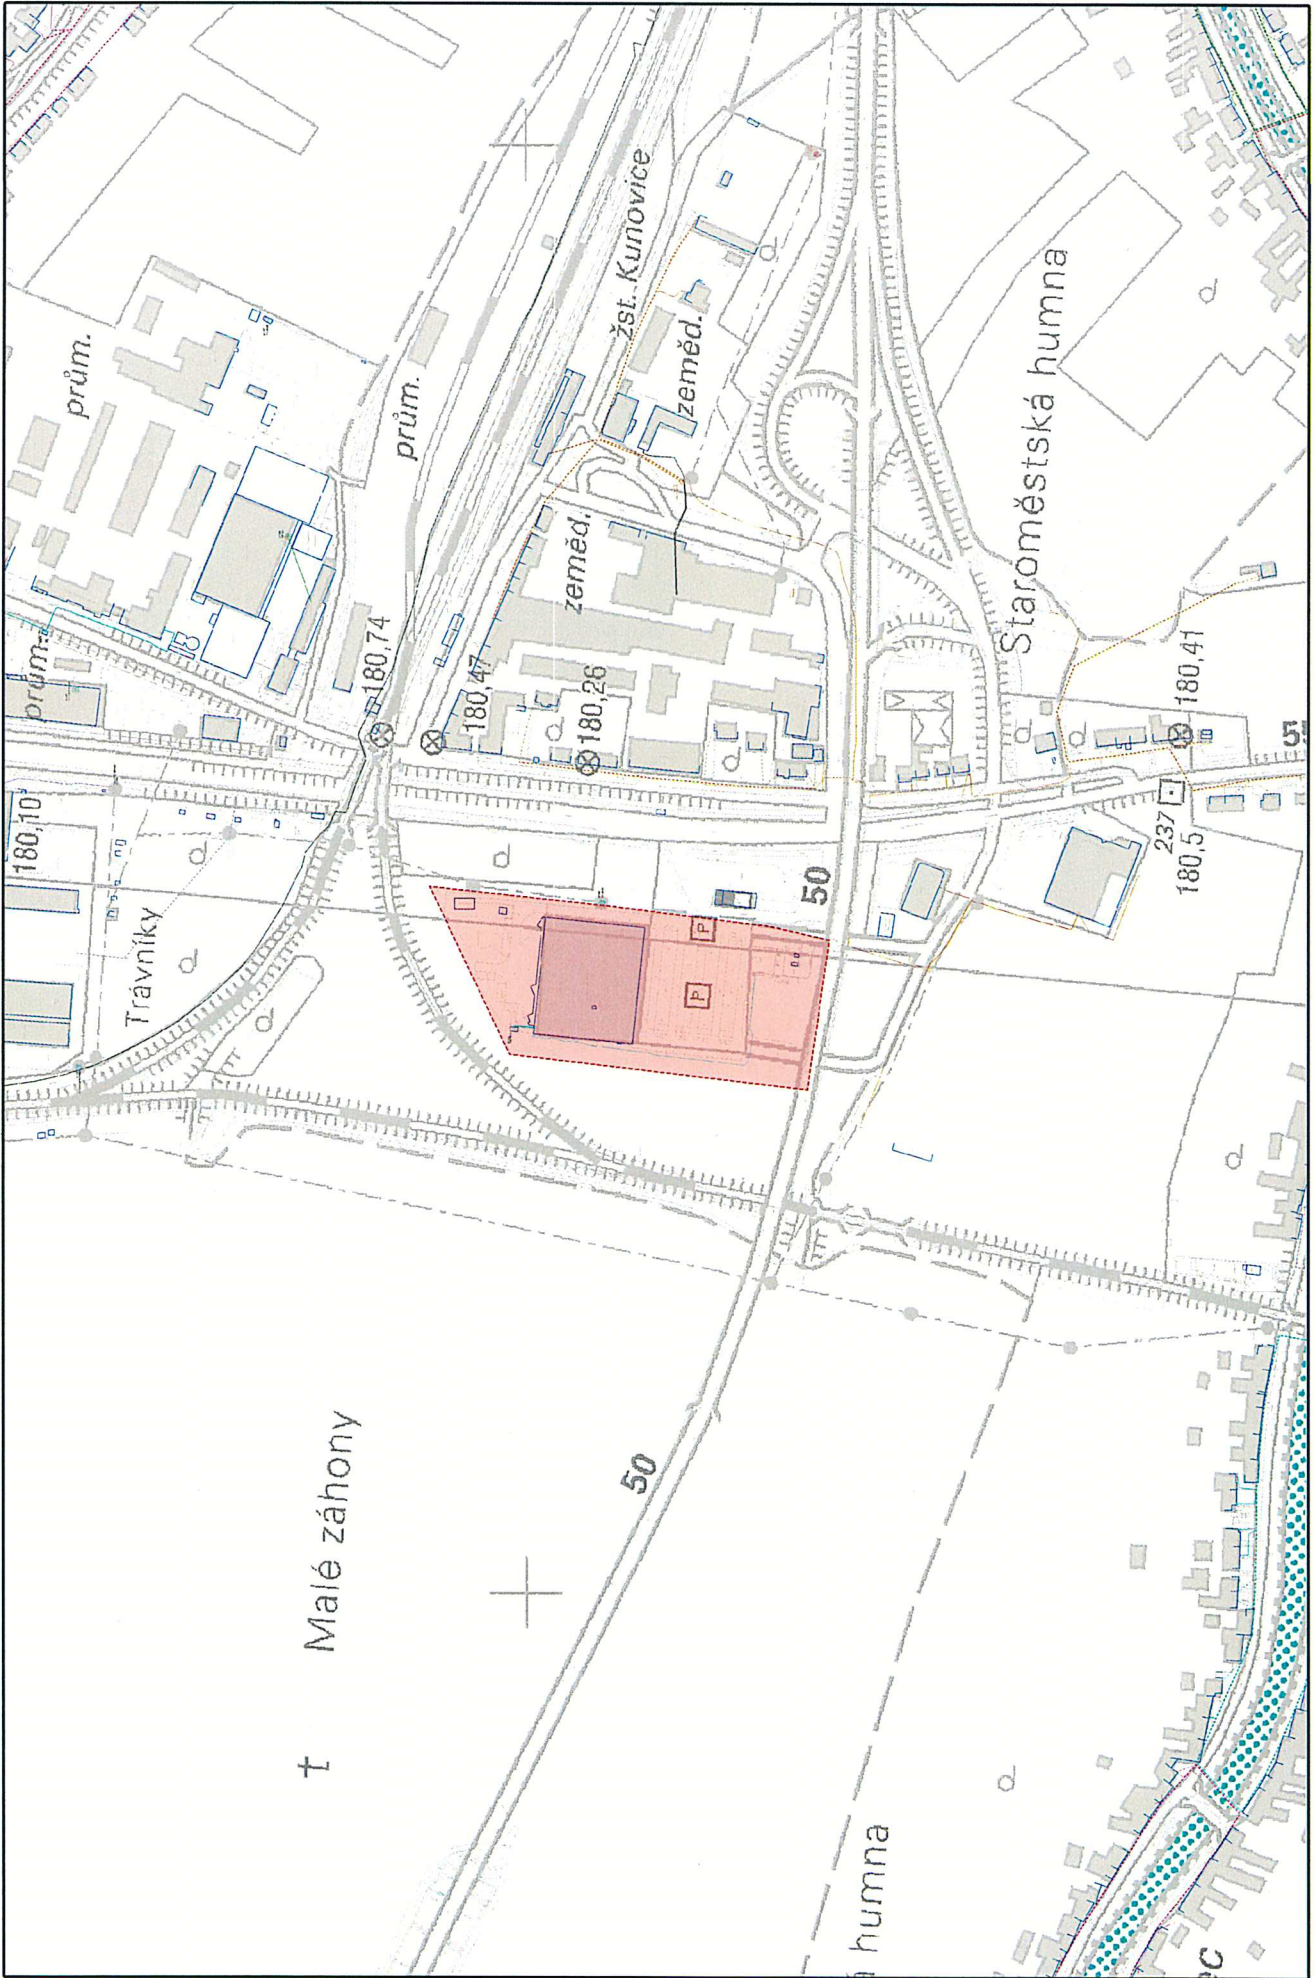 prům.
prům.
prům.
žst. Kunovice
zeměd.
zeměd.
180,74
180,47
180,26
180,10
Trávníky
Staroměstská humna
180,41
237
180,5
50
P
P
50
Malé záhony
humna